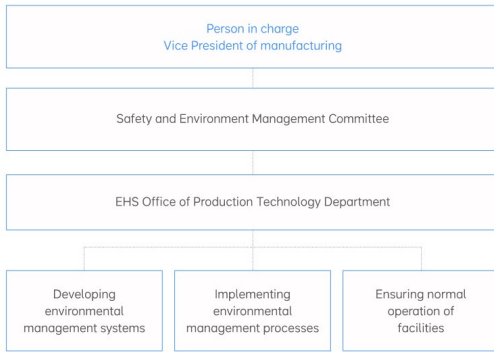 Person in charge
Vice President of manufacturing
Safety and Environment Management Committee
EHS Office of Production Technology Department
Developing
environmental
management systems
Implementing
environmental
management processes
Ensuring normal
operation of
facilities